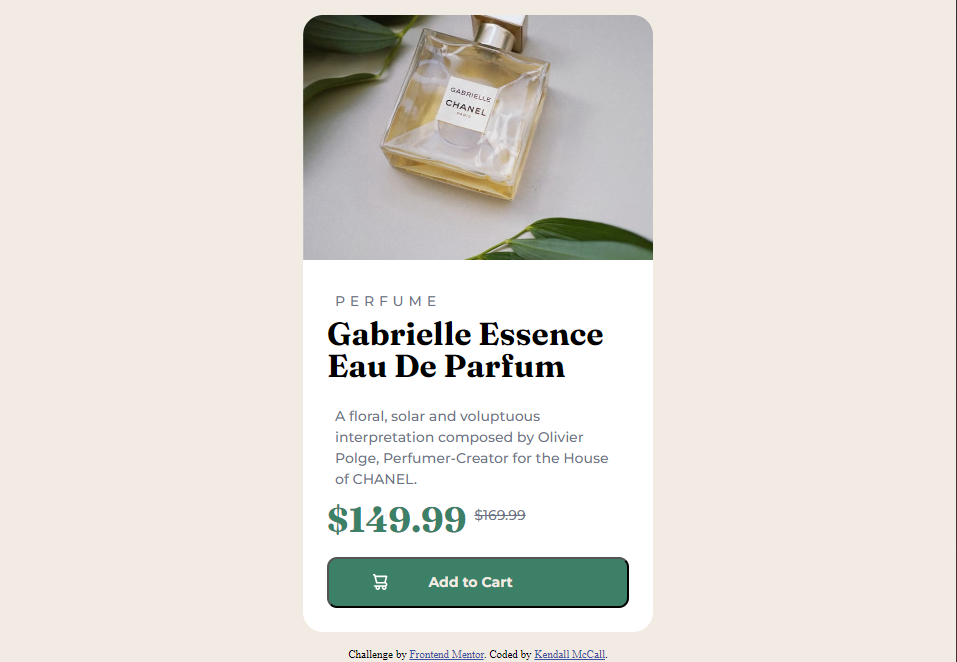 GABRIELLE
CHANEL
PARIS
PERFUME
Gabrielle Essence
Eau De Parfum
A floral, solar and voluptuous
interpretation composed by Olivier
Polge, Perfumer-Creator for the House
of CHANEL.
$149.99 $169.99
Add to Cart
Challenge by Frontend Mentor. Coded by Kendall McCall.